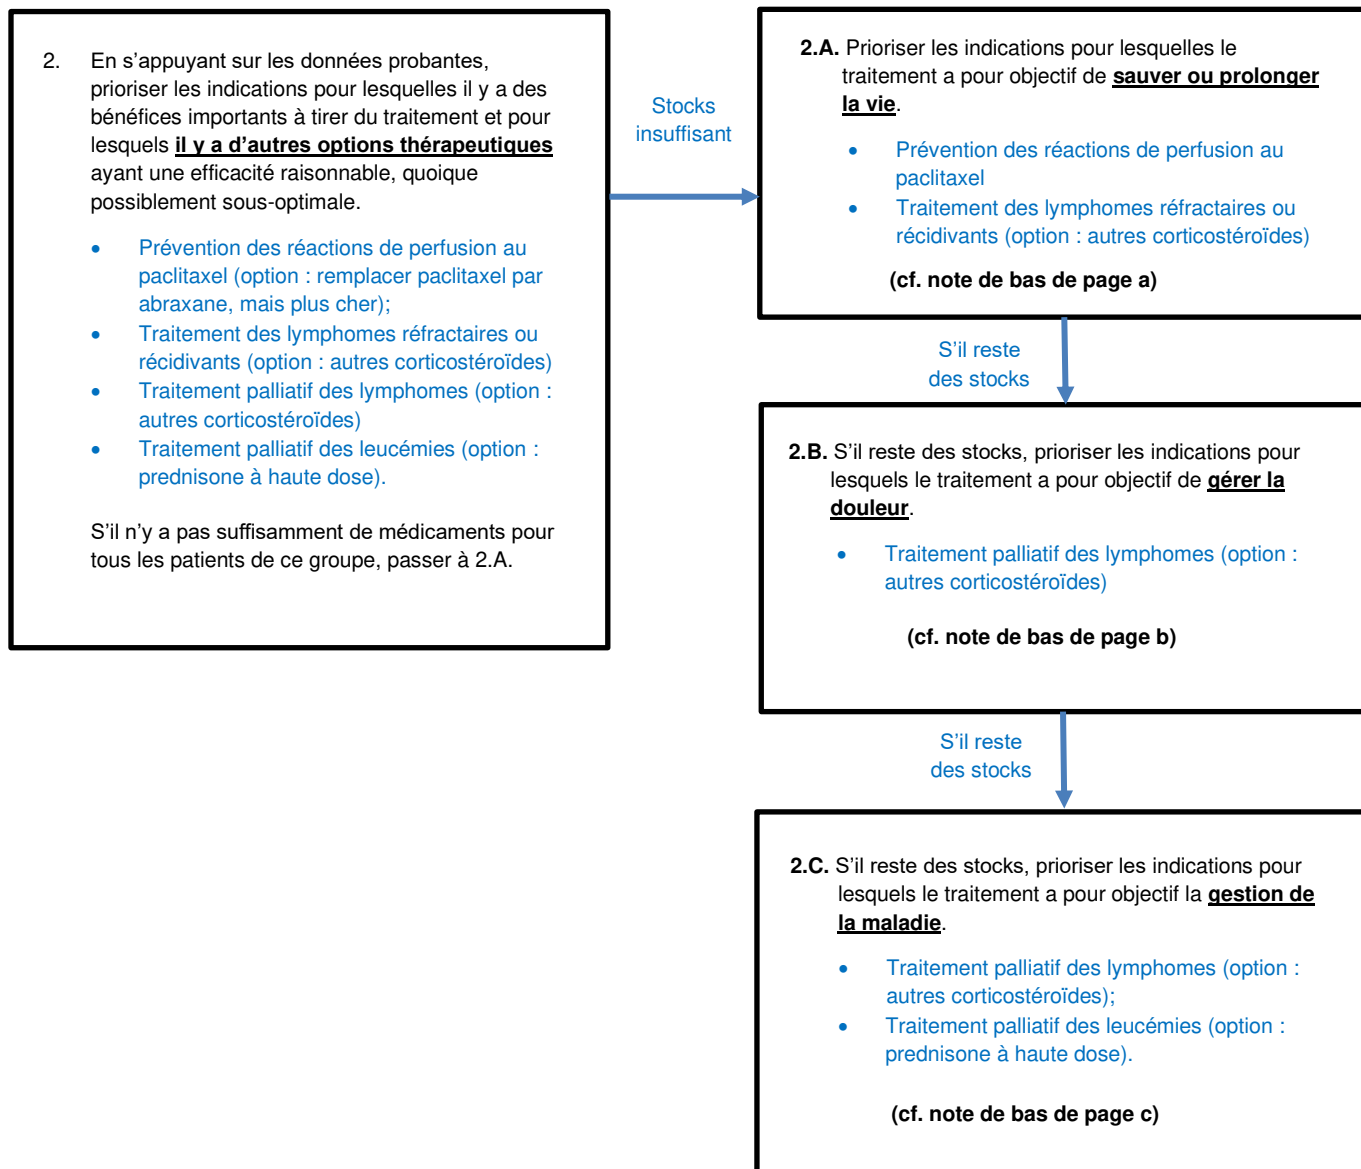 2. En s’appuyant sur les données probantes,
prioriser les indications pour lesquelles il y a des
bénéfices importants à tirer du traitement et pour
lesquels il y a d’autres options thérapeutiques
ayant une efficacité raisonnable, quoique
possiblement sous-optimale.
• Prévention des réactions de perfusion au
paclitaxel (option : remplacer paclitaxel par
abraxane, mais plus cher);
• Traitement des lymphomes réfractaires ou
récidivants (option : autres corticostéroïdes)
• Traitement palliatif des lymphomes (option :
autres corticostéroïdes)
• Traitement palliatif des leucémies (option :
prednisone à haute dose).
S’il n’y a pas suffisamment de médicaments pour
tous les patients de ce groupe, passer à 2.A.
Stocks
insuffisant
2.A. Prioriser les indications pour lesquelles le
traitement a pour objectif de sauver ou prolonger
la vie.
• Prévention des réactions de perfusion au
paclitaxel
• Traitement des lymphomes réfractaires ou
récidivants (option : autres corticostéroïdes)
(cf. note de bas de page a)
S’il reste
des stocks
2.B. S’il reste des stocks, prioriser les indications pour
lesquels le traitement a pour objectif de gérer la
douleur.
• Traitement palliatif des lymphomes (option :
autres corticostéroïdes)
(cf. note de bas de page b)
S’il reste
des stocks
2.C. S’il reste des stocks, prioriser les indications pour
lesquels le traitement a pour objectif la gestion de
la maladie.
• Traitement palliatif des lymphomes (option :
autres corticostéroïdes);
• Traitement palliatif des leucémies (option :
prednisone à haute dose).
(cf. note de bas de page c)